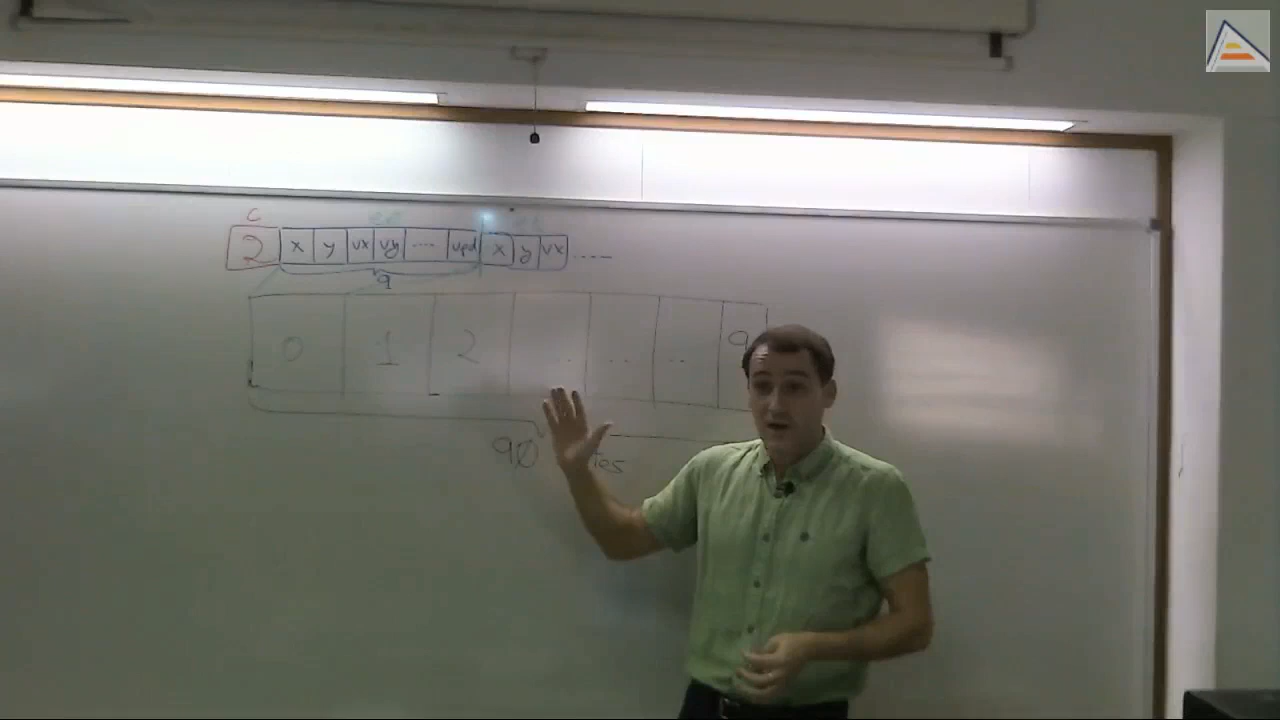 C
2 x y vx vy .... upd x y vx ....
9
0 1 2 .. .. .. 9
90